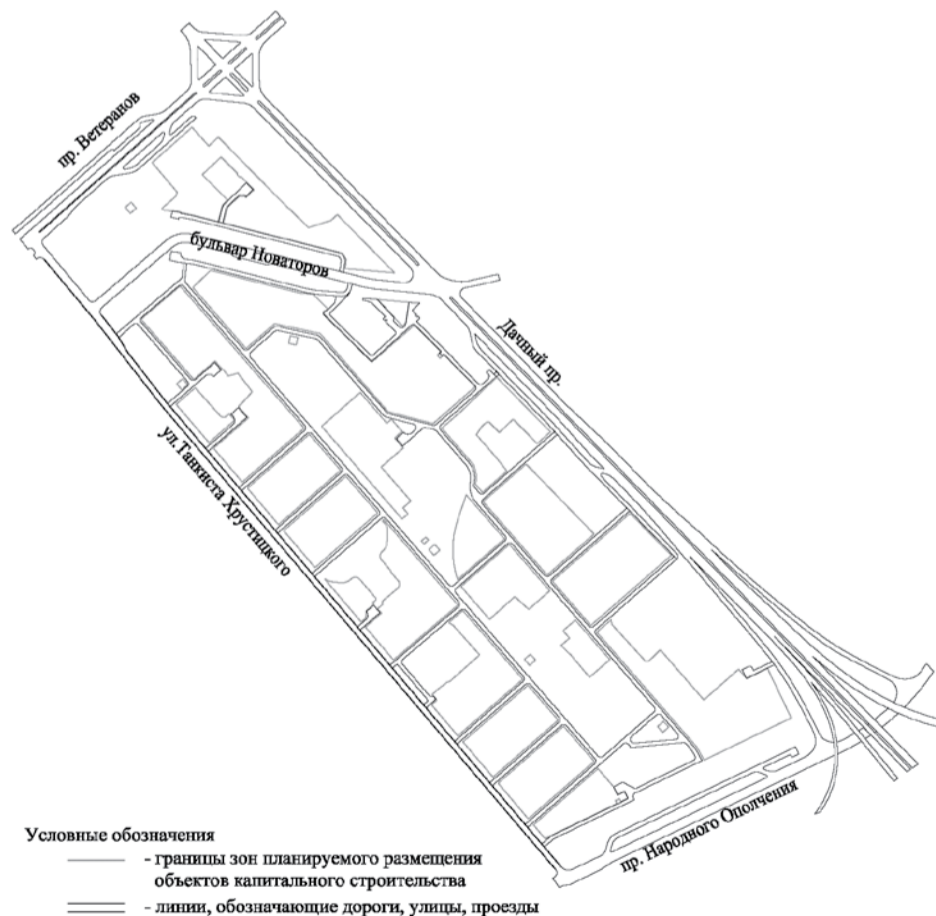 пр. Ветеранов
бульвар Новаторов
Дачный пр.
ул. Танкиста Хрустицкого
пр. Народного Ополчения
Условные обозначения
- границы зон планируемого размещения
объектов капитального строительства
- линии, обозначающие дороги, улицы, проезды